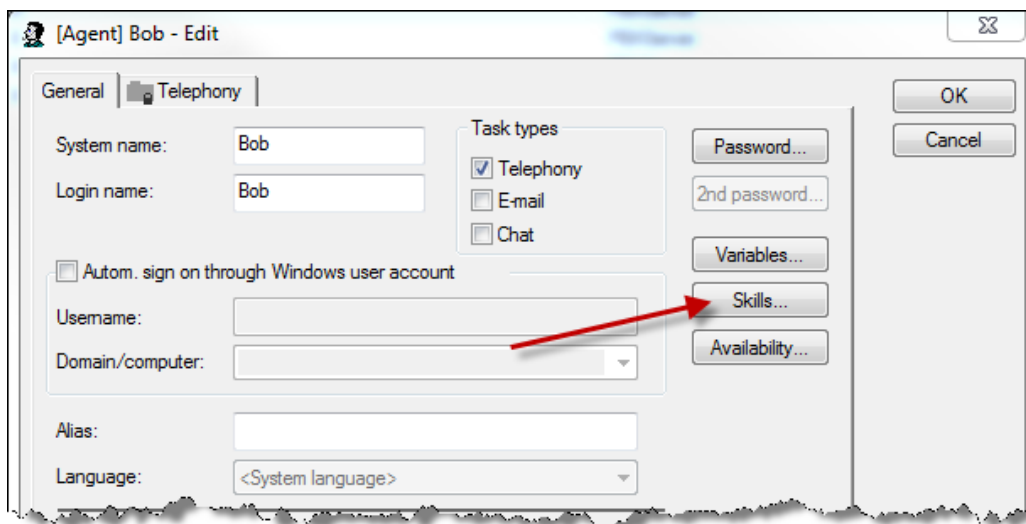 [Agent] Bob - Edit
General
Telephony
OK
Cancel
System name:
Bob
Login name:
Bob
Task types
Telephony
E-mail
Chat
Password...
2nd password...
Variables...
Skills...
Availability...
Autom. sign on through Windows user account
Username:
Domain/computer:
Alias:
Language:
<System language>